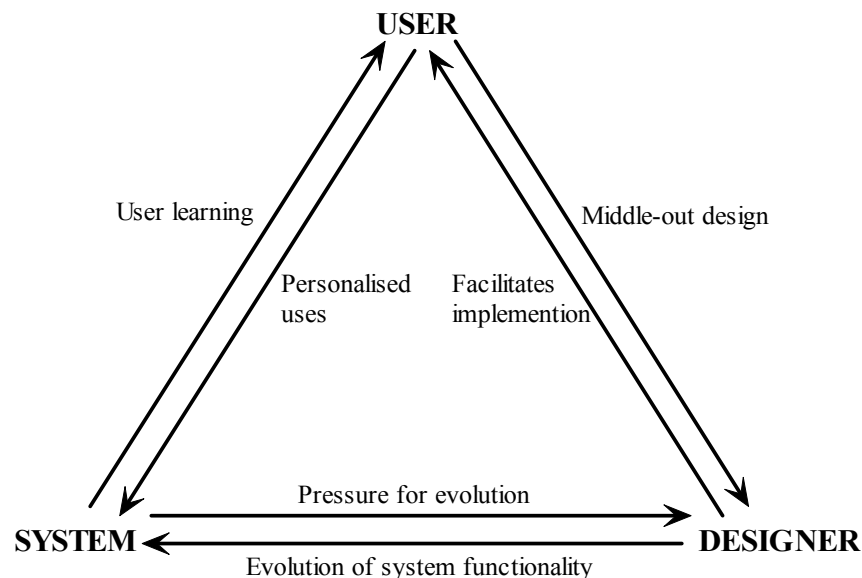 USER
User learning
Middle-out design
Personalised
uses
Facilitates
implemention
Pressure for evolution
SYSTEM
DESIGNER
Evolution of system functionality